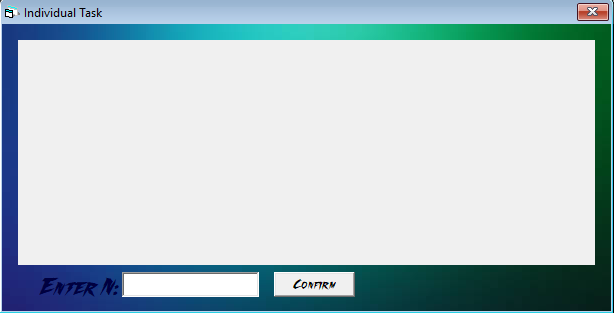 Individual Task
Enter N:
Confirm